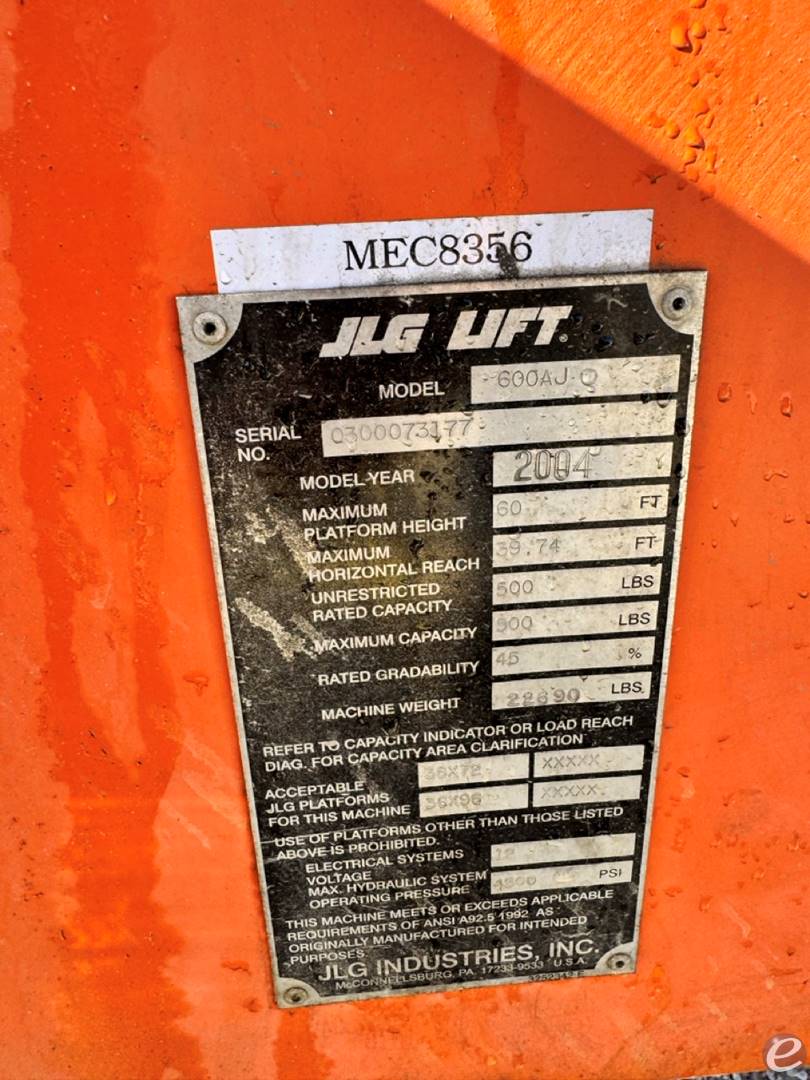 MEC8356
JLG LIFT®
MODEL 600AJ
SERIAL NO. 0300073177
MODEL YEAR 2004
MAXIMUM PLATFORM HEIGHT 60 FT
MAXIMUM HORIZONTAL REACH 39.74 FT
UNRESTRICTED RATED CAPACITY 500 LBS
MAXIMUM CAPACITY 500 LBS
RATED GRADABILITY 45 %
MACHINE WEIGHT 22690 LBS.
REFER TO CAPACITY INDICATOR OR LOAD REACH
DIAG. FOR CAPACITY AREA CLARIFICATION
ACCEPTABLE 36X72 XXXXX
JLG PLATFORMS
FOR THIS MACHINE 36X96 XXXXX
USE OF PLATFORMS OTHER THAN THOSE LISTED
ABOVE IS PROHIBITED.
ELECTRICAL SYSTEMS
VOLTAGE 12
MAX. HYDRAULIC SYSTEM
OPERATING PRESSURE PSI
THIS MACHINE MEETS OR EXCEEDS APPLICABLE
REQUIREMENTS OF ANSI A92.5 1992 AS
ORIGINALLY MANUFACTURED FOR INTENDED
PURPOSES.
JLG INDUSTRIES, INC.
McCONNELLSBURG, PA. 17233-9533 U.S.A.
e